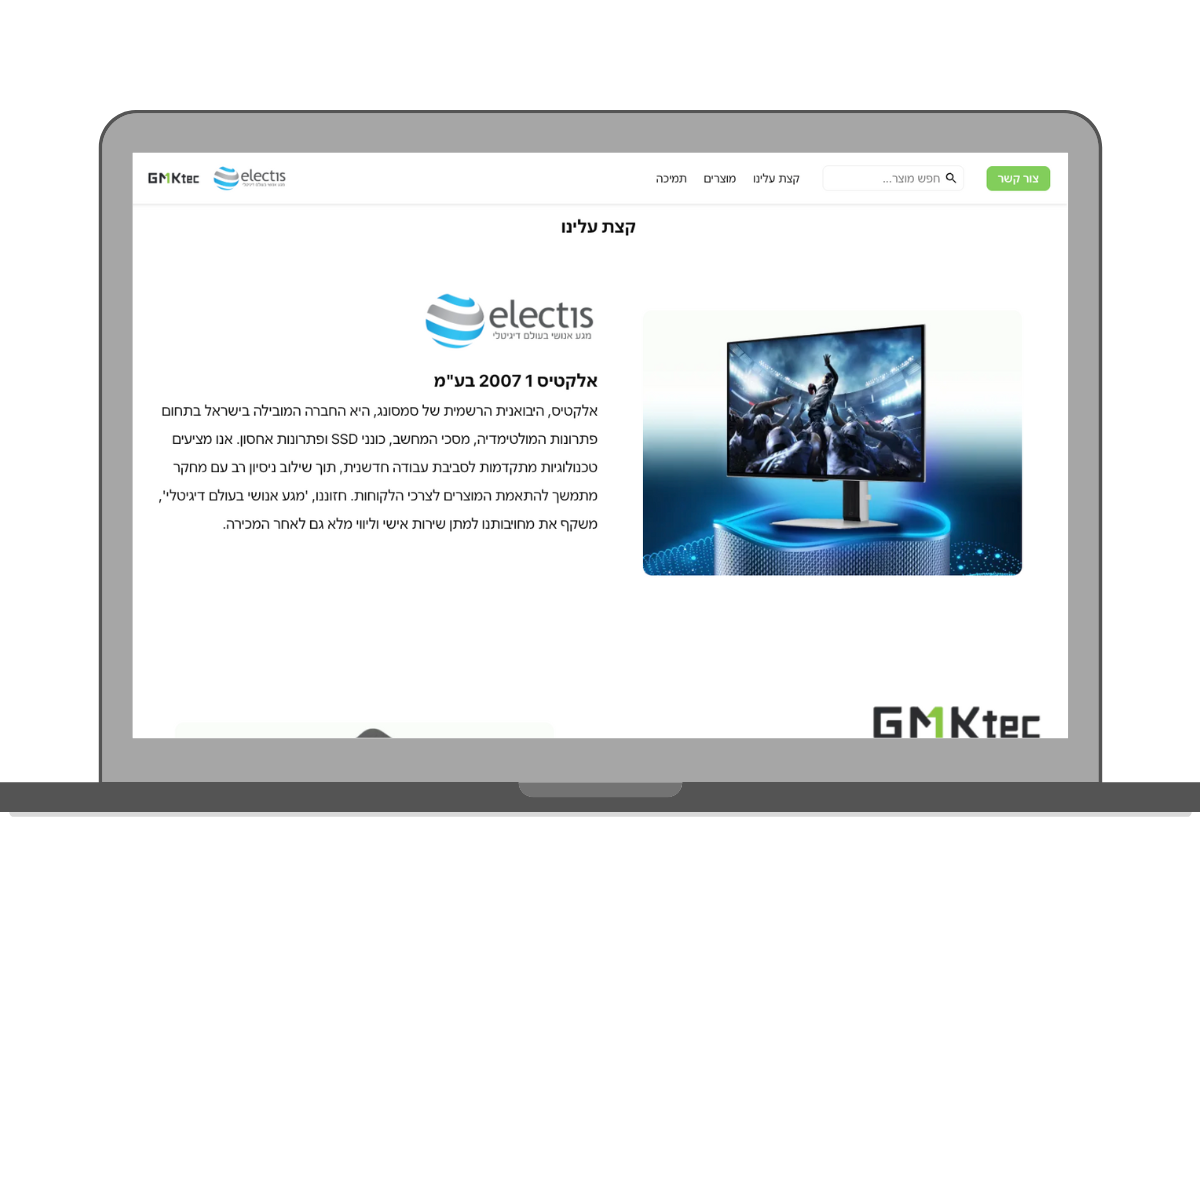 צור קשר
חפש מוצר...
קצת עלינו
מוצרים
תמיכה
electis
מגע אנושי בעולם דיגיטלי
GMKtec
קצת עלינו
electis
מגע אנושי בעולם דיגיטלי
אלקטיס 1 2007 בע"מ
אלקטיס, היבואנית הרשמית של סמסונג, היא החברה המובילה בישראל בתחום
פתרונות המולטימדיה, מסכי המחשב, כונני SSD ופתרונות אחסון. אנו מציעים
טכנולוגיות מתקדמות לסביבת עבודה חדשנית, תוך שילוב ניסיון רב עם מחקר
מתמשך להתאמת המוצרים לצרכי הלקוחות. חזוננו, 'מגע אנושי בעולם דיגיטלי',
משקף את מחויבותנו למתן שירות אישי וליווי מלא גם לאחר המכירה.
GMKtec